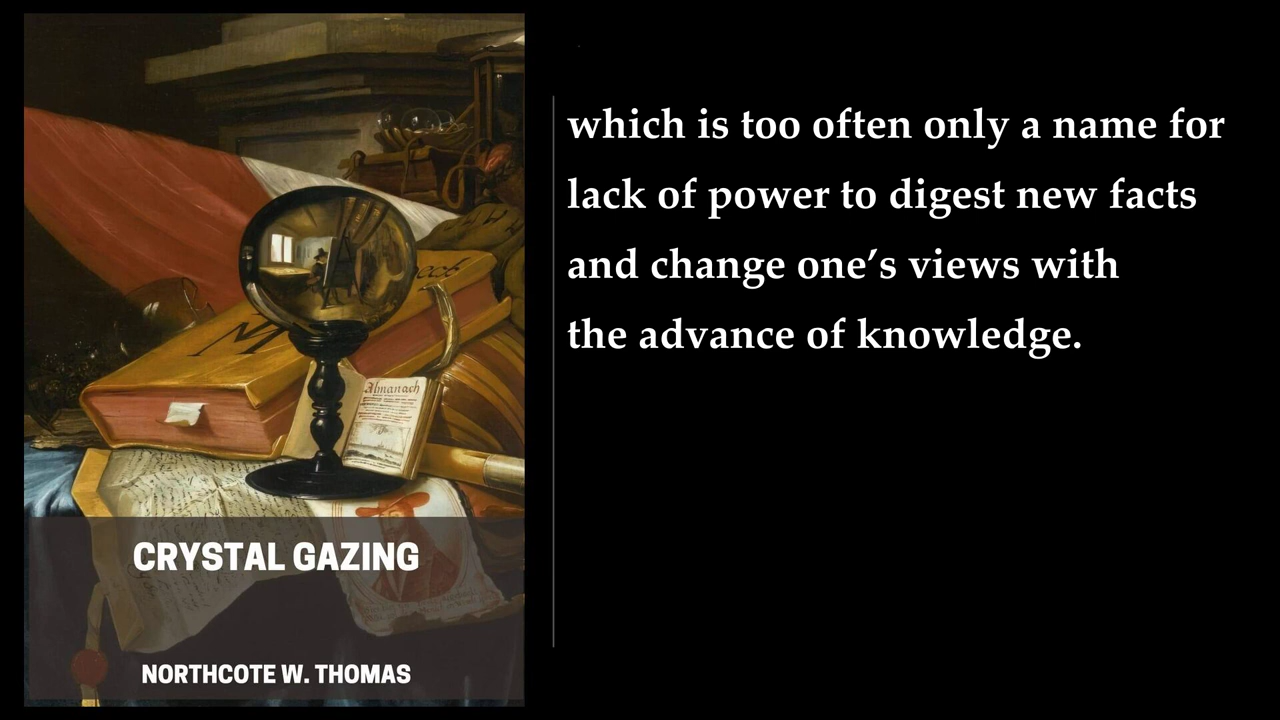 which is too often only a name for
lack of power to digest new facts
and change one’s views with
the advance of knowledge.
M
Almanach
CRYSTAL GAZING
NORTHCOTE W. THOMAS